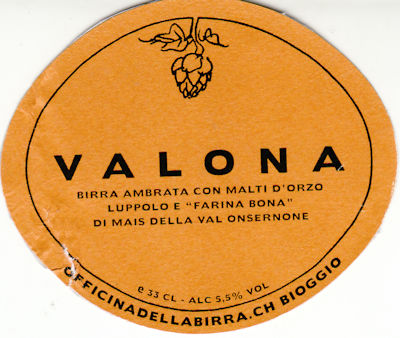 VALONA
BIRRA AMBRATA CON MALTI D'ORZO
LUPPOLO E "FARINA BONA"
DI MAIS DELLA VAL ONSERNONE
e 33 CL - ALC 5,5% VOL
OFFICINADELLABIRRA.CH BIOGGIO